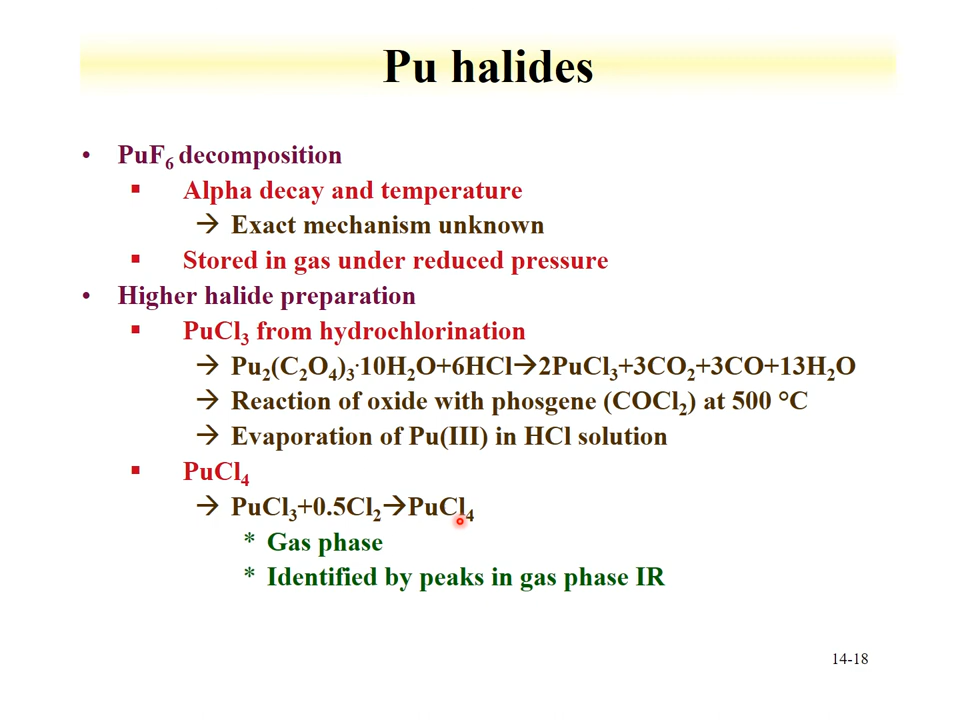 Pu halides
• PuF₆ decomposition
▪ Alpha decay and temperature
→ Exact mechanism unknown
▪ Stored in gas under reduced pressure
• Higher halide preparation
▪ PuCl₃ from hydrochlorination
→ Pu₂(C₂O₄)₃·10H₂O+6HCl→2PuCl₃+3CO₂+3CO+13H₂O
→ Reaction of oxide with phosgene (COCl₂) at 500 °C
→ Evaporation of Pu(III) in HCl solution
▪ PuCl₄
→ PuCl₃+0.5Cl₂→PuCl₄
* Gas phase
* Identified by peaks in gas phase IR
14-18